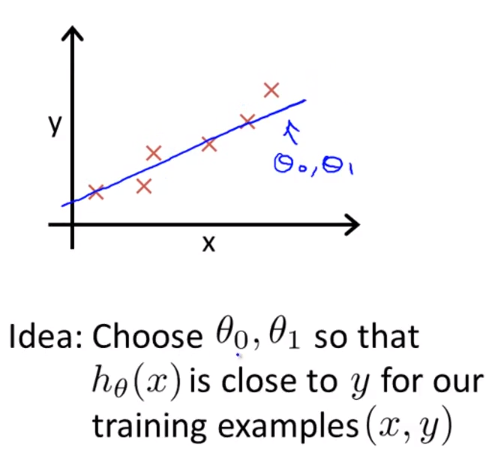 y
θ₀,θ₁
x
Idea: Choose θ₀, θ₁ so that
hθ(x) is close to y for our
training examples (x, y)